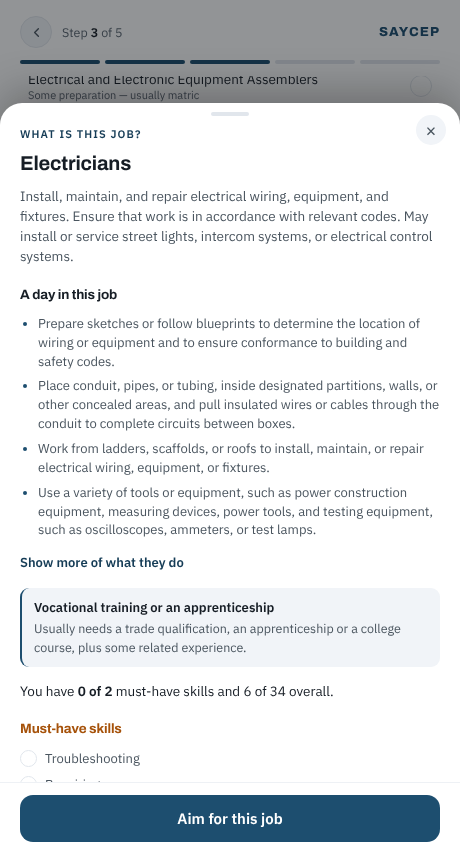 Step 3 of 5
SAYCEP
Electrical and Electronic Equipment Assemblers
Some preparation — usually matric
WHAT IS THIS JOB?
Electricians
Install, maintain, and repair electrical wiring, equipment, and
fixtures. Ensure that work is in accordance with relevant codes. May
install or service street lights, intercom systems, or electrical control
systems.
A day in this job
• Prepare sketches or follow blueprints to determine the location of
wiring or equipment and to ensure conformance to building and
safety codes.
• Place conduit, pipes, or tubing, inside designated partitions, walls, or
other concealed areas, and pull insulated wires or cables through the
conduit to complete circuits between boxes.
• Work from ladders, scaffolds, or roofs to install, maintain, or repair
electrical wiring, equipment, or fixtures.
• Use a variety of tools or equipment, such as power construction
equipment, measuring devices, power tools, and testing equipment,
such as oscilloscopes, ammeters, or test lamps.
Show more of what they do
Vocational training or an apprenticeship
Usually needs a trade qualification, an apprenticeship or a college
course, plus some related experience.
You have 0 of 2 must-have skills and 6 of 34 overall.
Must-have skills
Troubleshooting
Aim for this job